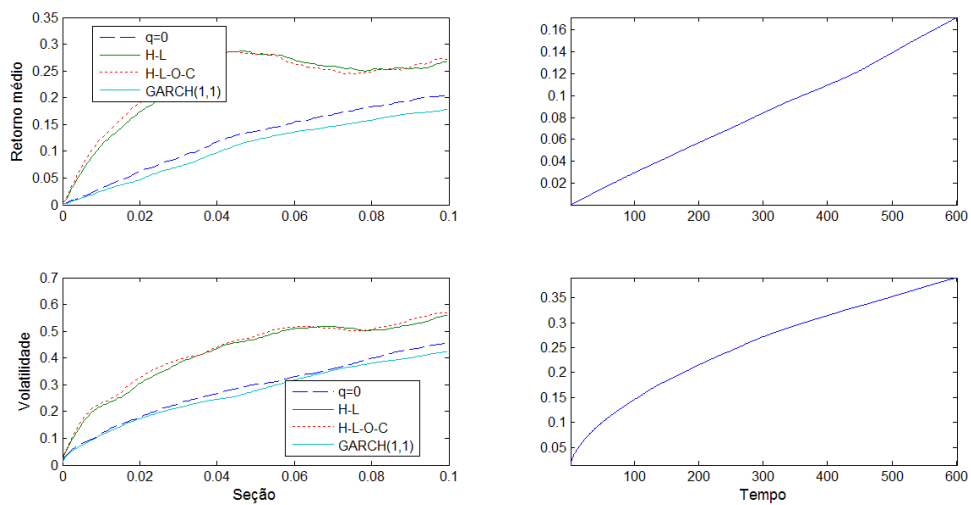 0.35
0.3
0.25
0.2
0.15
0.1
0.05
0
Retorno médio
q=0
H-L
H-L-O-C
GARCH(1,1)
0 0.02 0.04 0.06 0.08 0.1
0.16
0.14
0.12
0.1
0.08
0.06
0.04
0.02
100 200 300 400 500 600
0.7
0.6
0.5
0.4
0.3
0.2
0.1
0
Volatilidade
q=0
H-L
H-L-O-C
GARCH(1,1)
0 0.02 0.04 0.06 0.08 0.1
Seção
0.35
0.3
0.25
0.2
0.15
0.1
0.05
100 200 300 400 500 600
Tempo